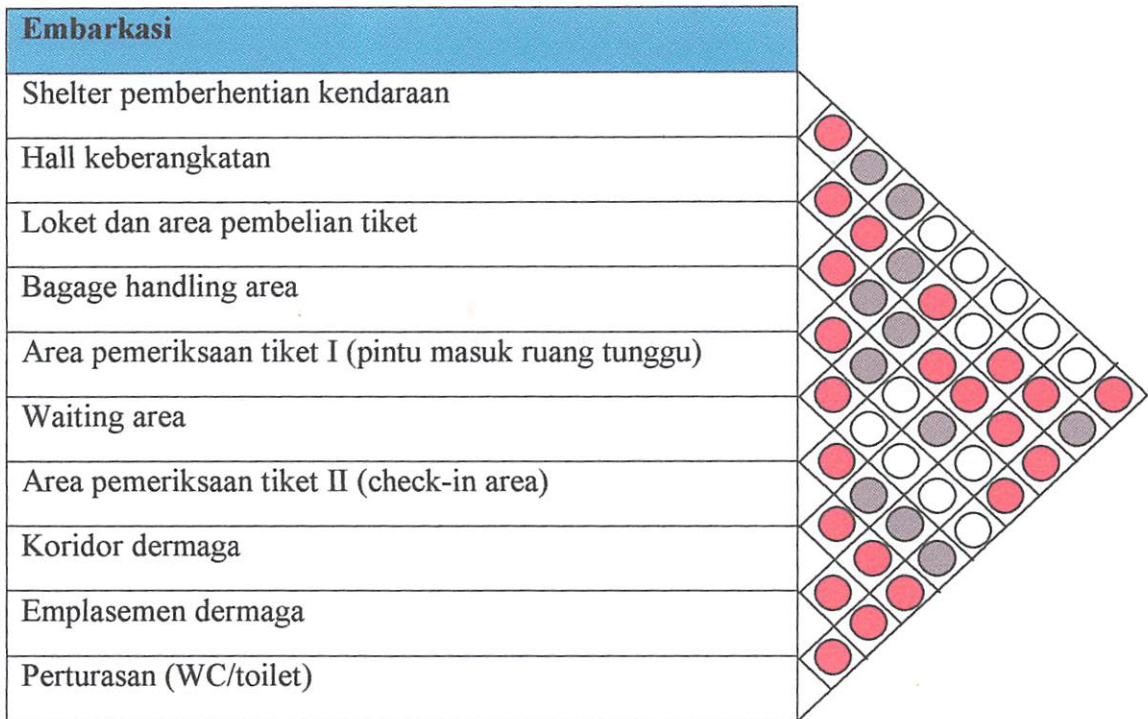 Embarkasi
Shelter pemberhentian kendaraan
Hall keberangkatan
Loket dan area pembelian tiket
Bagage handling area
Area pemeriksaan tiket I (pintu masuk ruang tunggu)
Waiting area
Area pemeriksaan tiket II (check-in area)
Koridor dermaga
Emplasemen dermaga
Perturasan (WC/toilet)